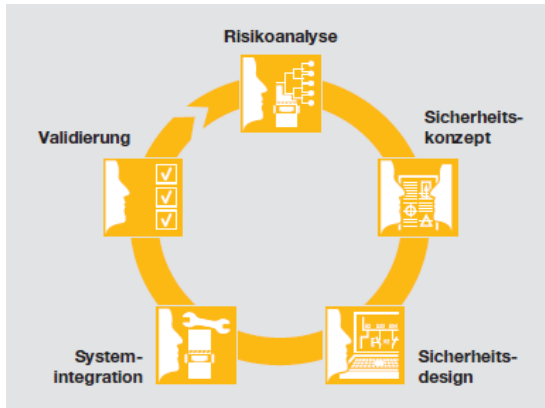 Risikoanalyse
Sicherheits-
konzept
Sicherheits-
design
System-
integration
Validierung